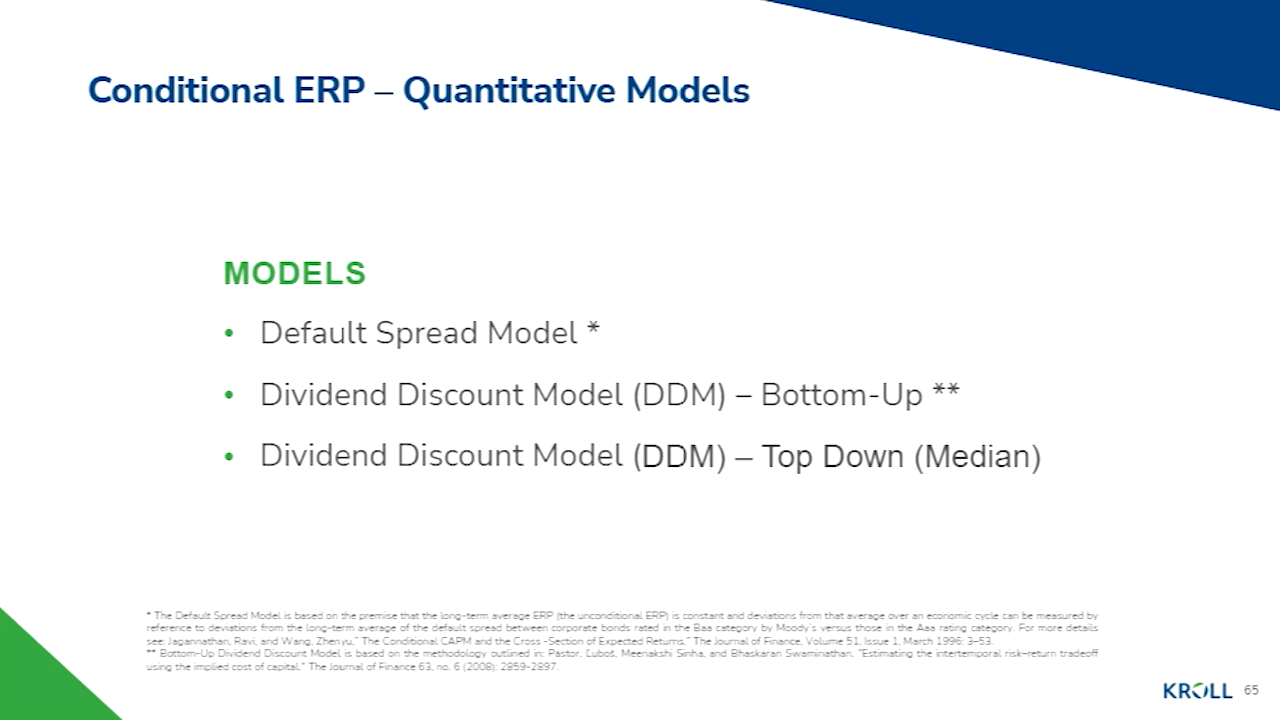 Conditional ERP – Quantitative Models
MODELS
• Default Spread Model *
• Dividend Discount Model (DDM) – Bottom-Up **
• Dividend Discount Model (DDM) – Top Down (Median)
* The Default Spread Model is based on the premise that the long-term average ERP (the unconditional ERP) is constant and deviations from that average over an economic cycle can be measured by
reference to deviations from the long-term average of the default spread between corporate bonds rated in the Baa category by Moody's versus those in the Aaa rating category. For more details
see: Jagannathan, Ravi, and Wang, Zhenyu," The Conditional CAPM and the Cross -Section of Expected Returns." The Journal of Finance, Volume 51, Issue 1, March 1996: 3–53.
** Bottom-Up Dividend Discount Model is based on the methodology outlined in: Pástor, Ľuboš, Meenakshi Sinha, and Bhaskaran Swaminathan. "Estimating the intertemporal risk–return tradeoff
using the implied cost of capital." The Journal of Finance 63, no. 6 (2008): 2859-2897.
KROLL 65